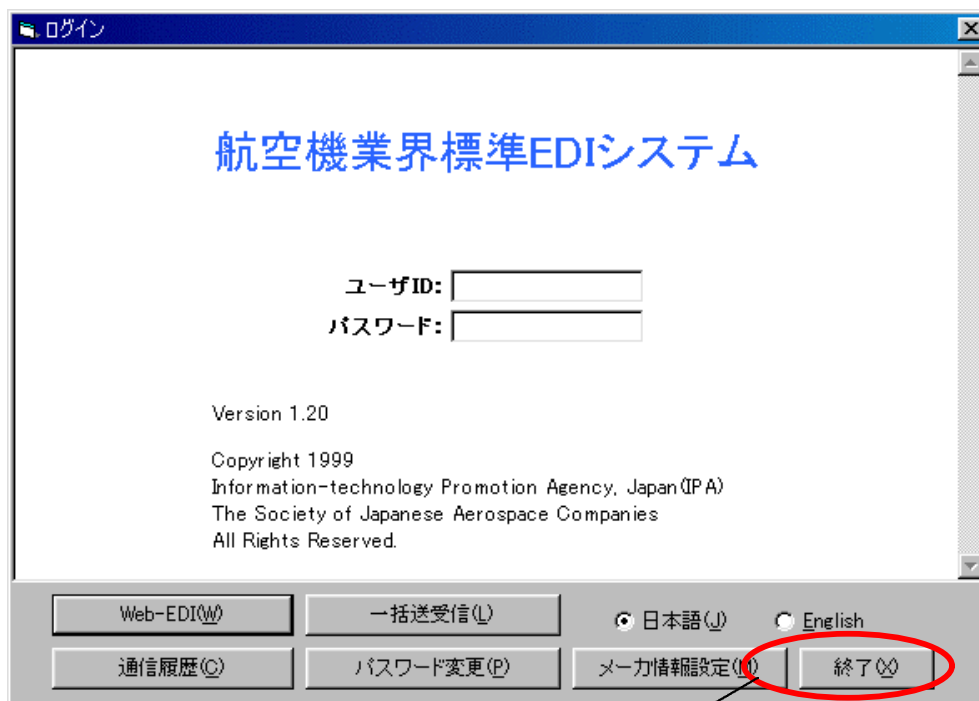 ログイン
航空機業界標準EDIシステム
ユーザID:
パスワード:
Version 1.20
Copyright 1999
Information-technology Promotion Agency, Japan(IPA)
The Society of Japanese Aerospace Companies
All Rights Reserved.
Web-EDI(W) 一括送受信(L) 日本語(J) English
通信履歴(C) パスワード変更(P) メーカ情報設定(M) 終了(X)